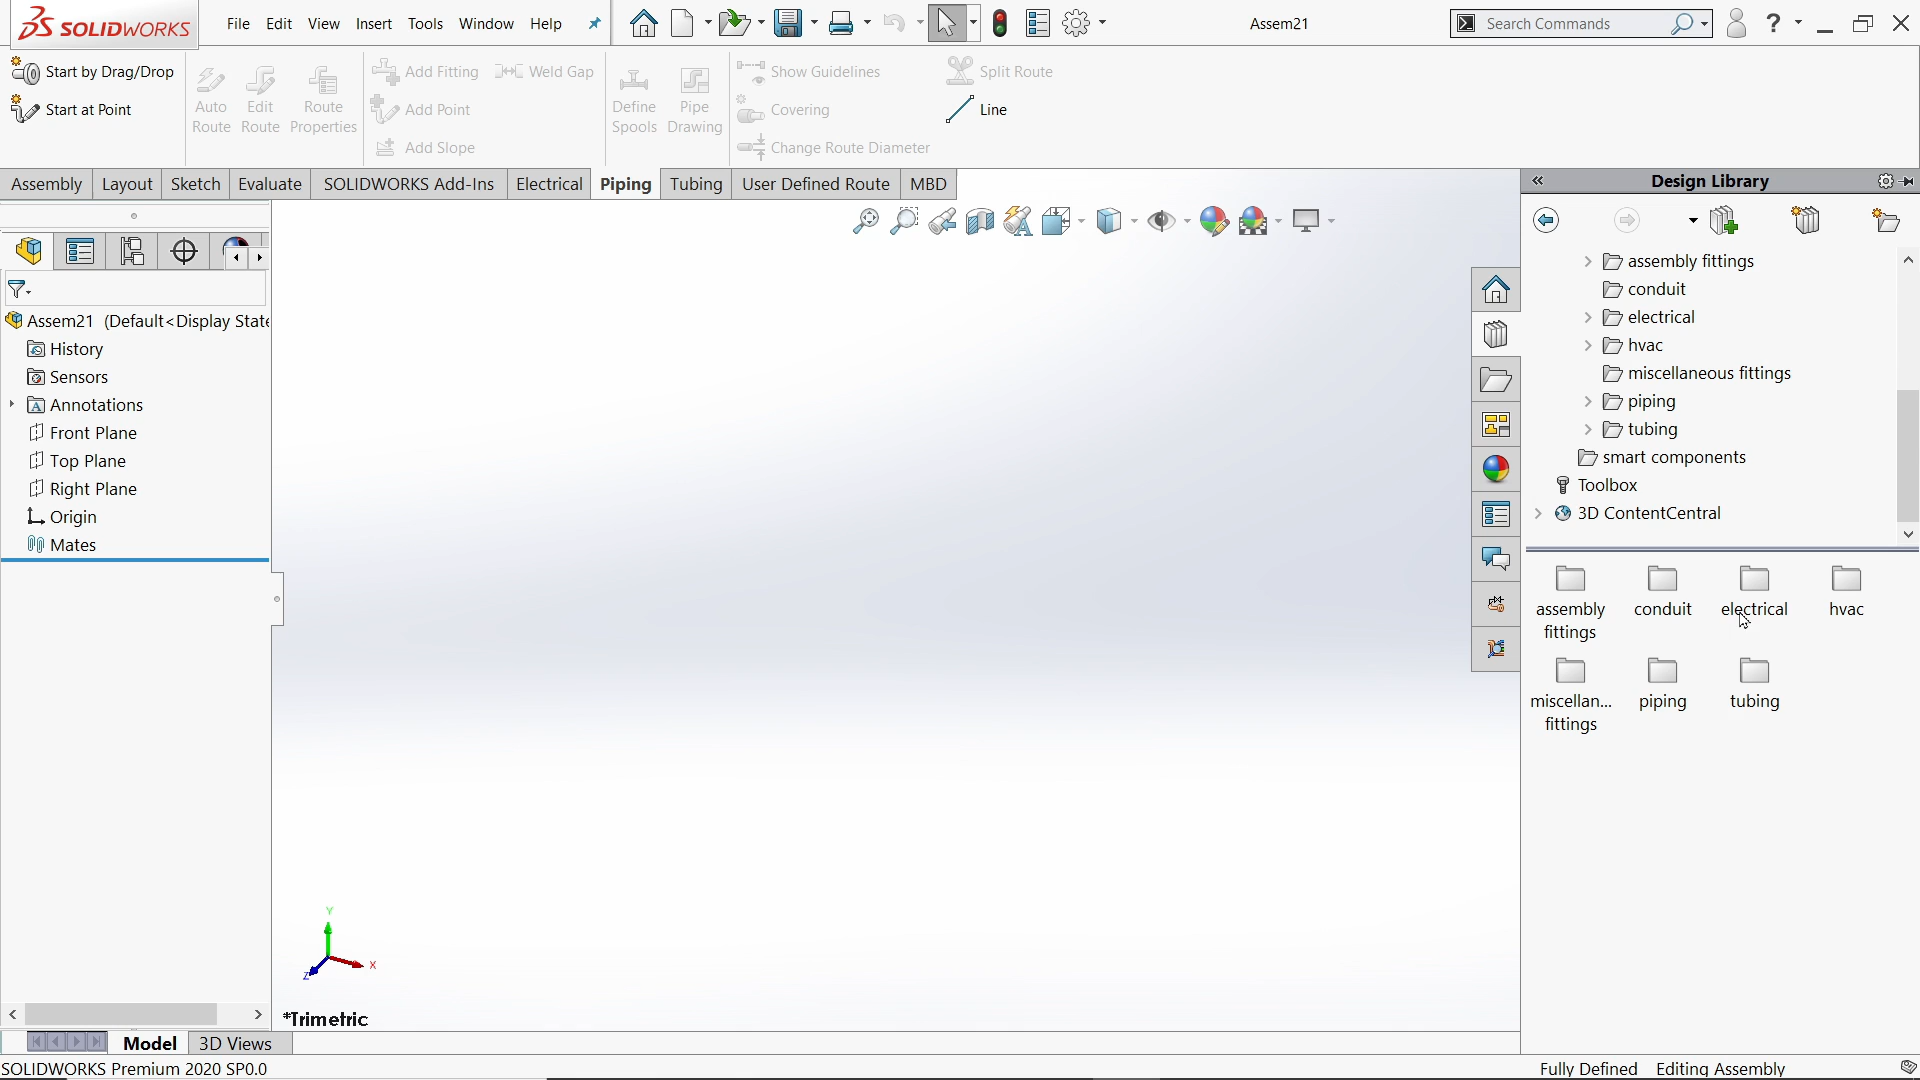 SOLIDWORKS
File Edit View Insert Tools Window Help
Assem21
Search Commands
?
Start by Drag/Drop
Start at Point
Auto Route
Edit Route
Route Properties
Add Fitting
Weld Gap
Add Point
Add Slope
Define Spools
Pipe Drawing
Show Guidelines
Covering
Change Route Diameter
Split Route
Line
Assembly Layout Sketch Evaluate SOLIDWORKS Add-Ins Electrical Piping Tubing User Defined Route MBD
Assem21 (Default<Display State
History
Sensors
Annotations
Front Plane
Top Plane
Right Plane
Origin
Mates
Y
X
Z
*Trimetric
Design Library
assembly fittings
conduit
electrical
hvac
miscellaneous fittings
piping
tubing
smart components
Toolbox
3D ContentCentral
assembly fittings
conduit
electrical
hvac
miscellan... fittings
piping
tubing
Model 3D Views
SOLIDWORKS Premium 2020 SP0.0
Fully Defined Editing Assembly